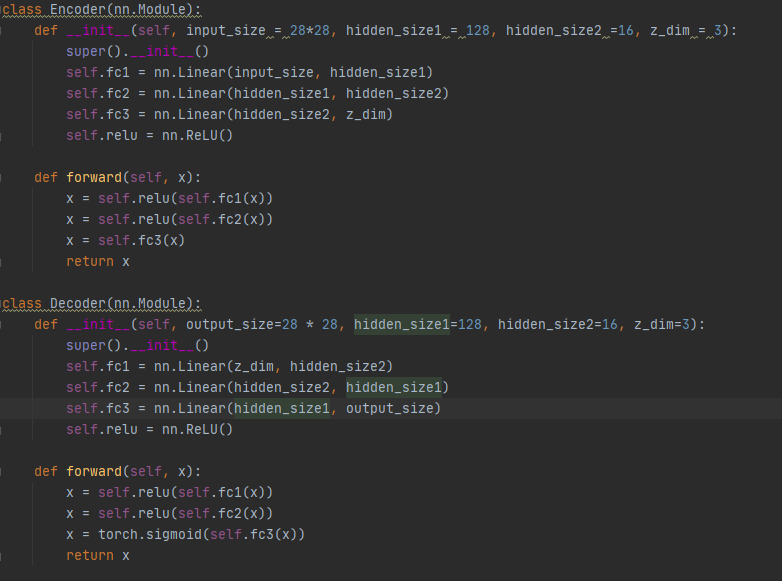 class Encoder(nn.Module):
    def __init__(self, input_size = 28*28, hidden_size1 = 128, hidden_size2 =16, z_dim = 3):
        super().__init__()
        self.fc1 = nn.Linear(input_size, hidden_size1)
        self.fc2 = nn.Linear(hidden_size1, hidden_size2)
        self.fc3 = nn.Linear(hidden_size2, z_dim)
        self.relu = nn.ReLU()
    def forward(self, x):
        x = self.relu(self.fc1(x))
        x = self.relu(self.fc2(x))
        x = self.fc3(x)
        return x
class Decoder(nn.Module):
    def __init__(self, output_size=28 * 28, hidden_size1=128, hidden_size2=16, z_dim=3):
        super().__init__()
        self.fc1 = nn.Linear(z_dim, hidden_size2)
        self.fc2 = nn.Linear(hidden_size2, hidden_size1)
        self.fc3 = nn.Linear(hidden_size1, output_size)
        self.relu = nn.ReLU()
    def forward(self, x):
        x = self.relu(self.fc1(x))
        x = self.relu(self.fc2(x))
        x = torch.sigmoid(self.fc3(x))
        return x